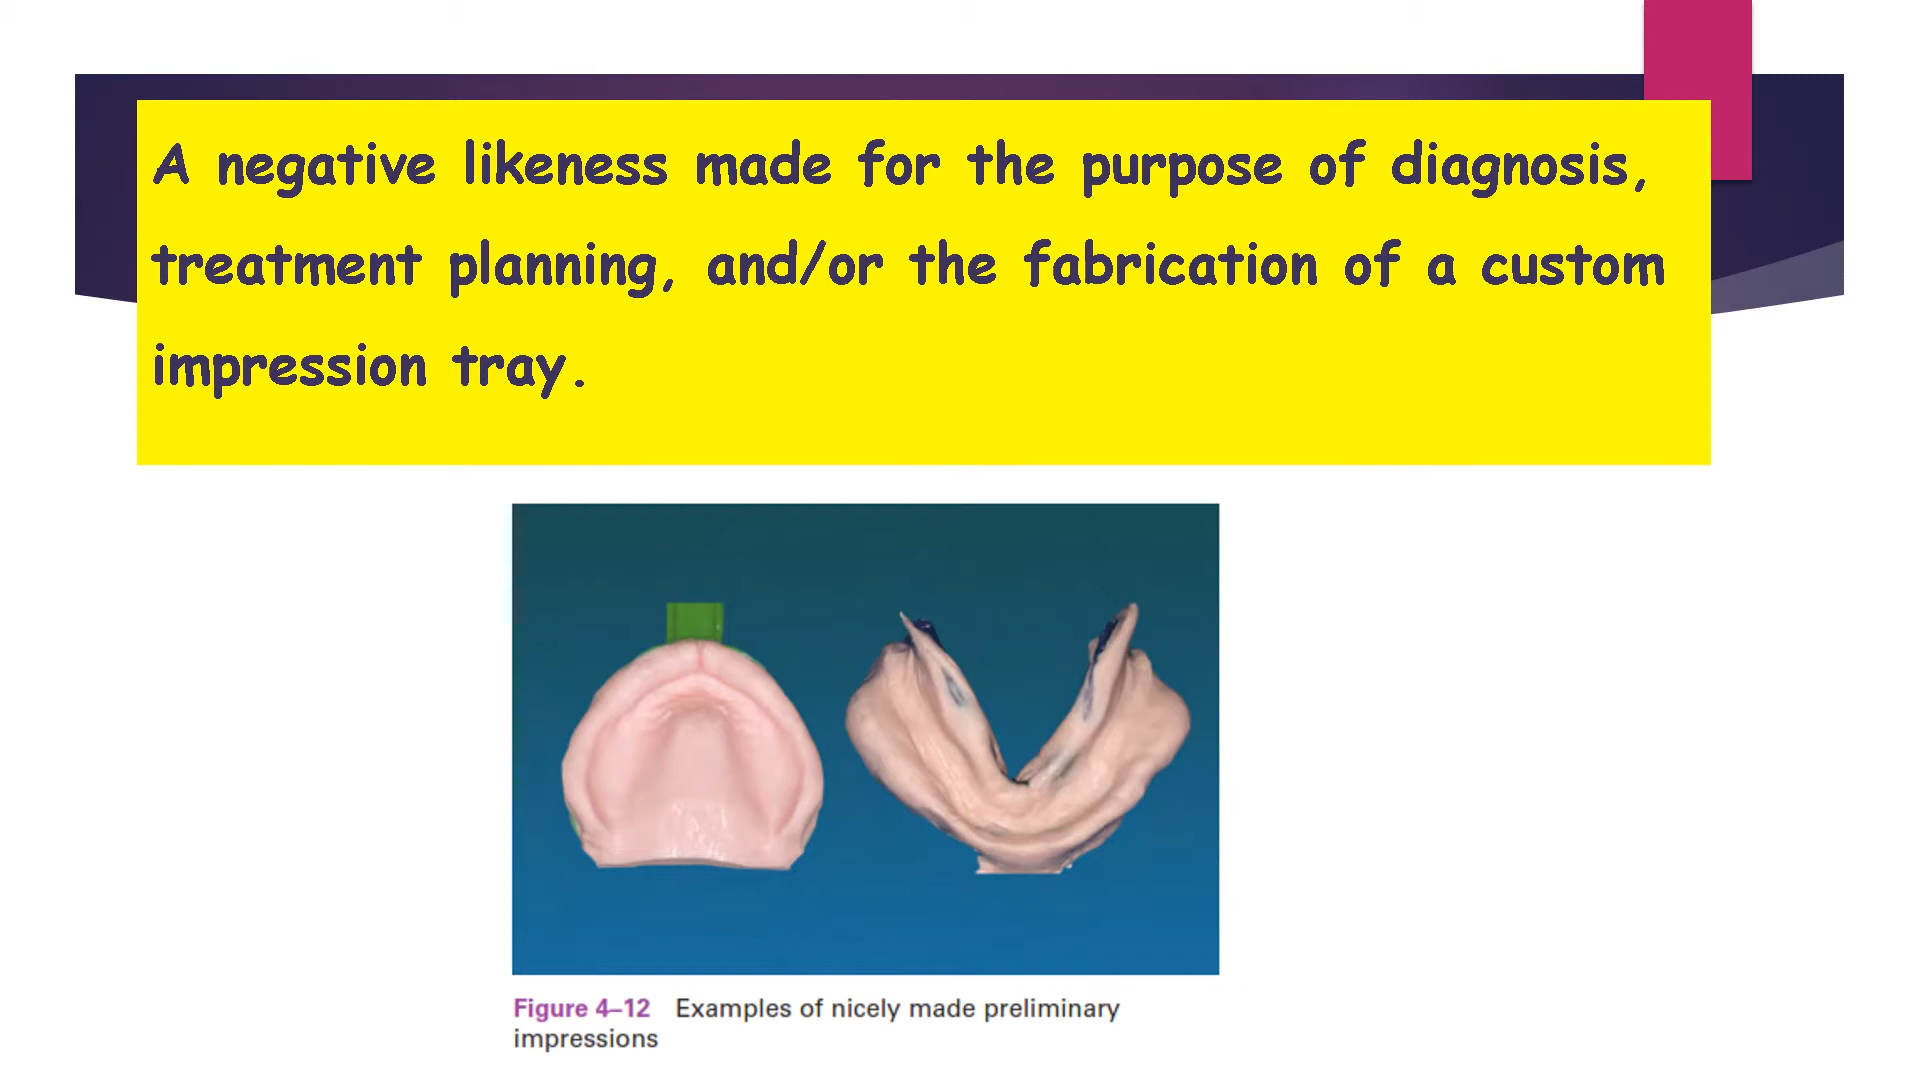 A negative likeness made for the purpose of diagnosis,
treatment planning, and/or the fabrication of a custom
impression tray.
Figure 4–12 Examples of nicely made preliminary
impressions